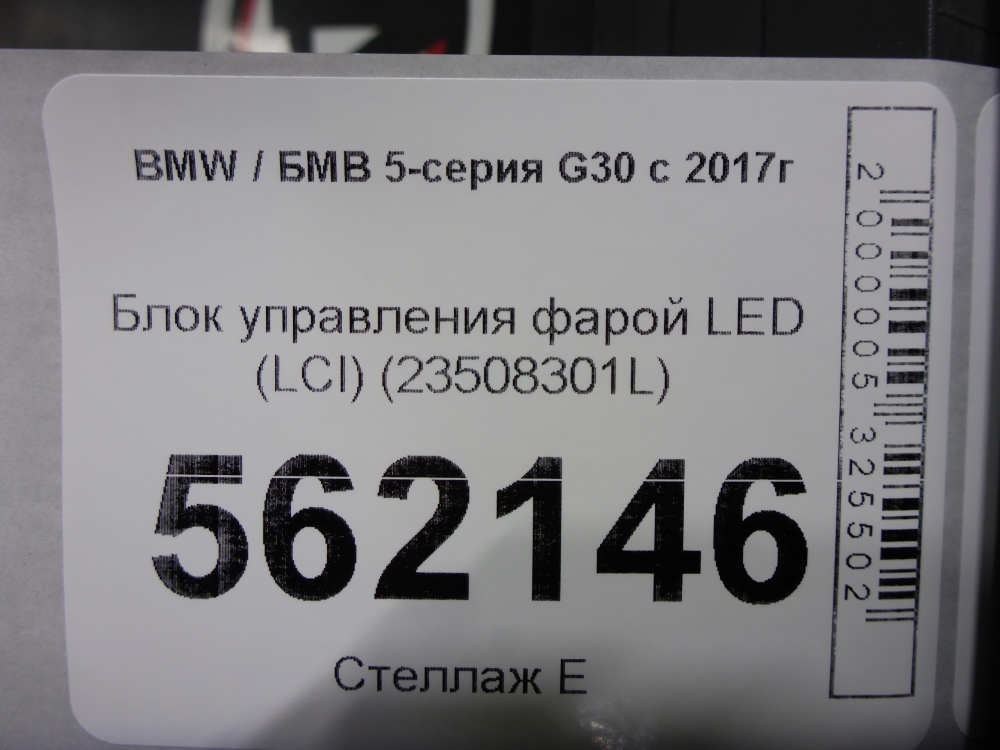 BMW / БМВ 5-серия G30 с 2017г
Блок управления фарой LED
(LCI) (23508301L)
562146
Стеллаж Е
2000005325502